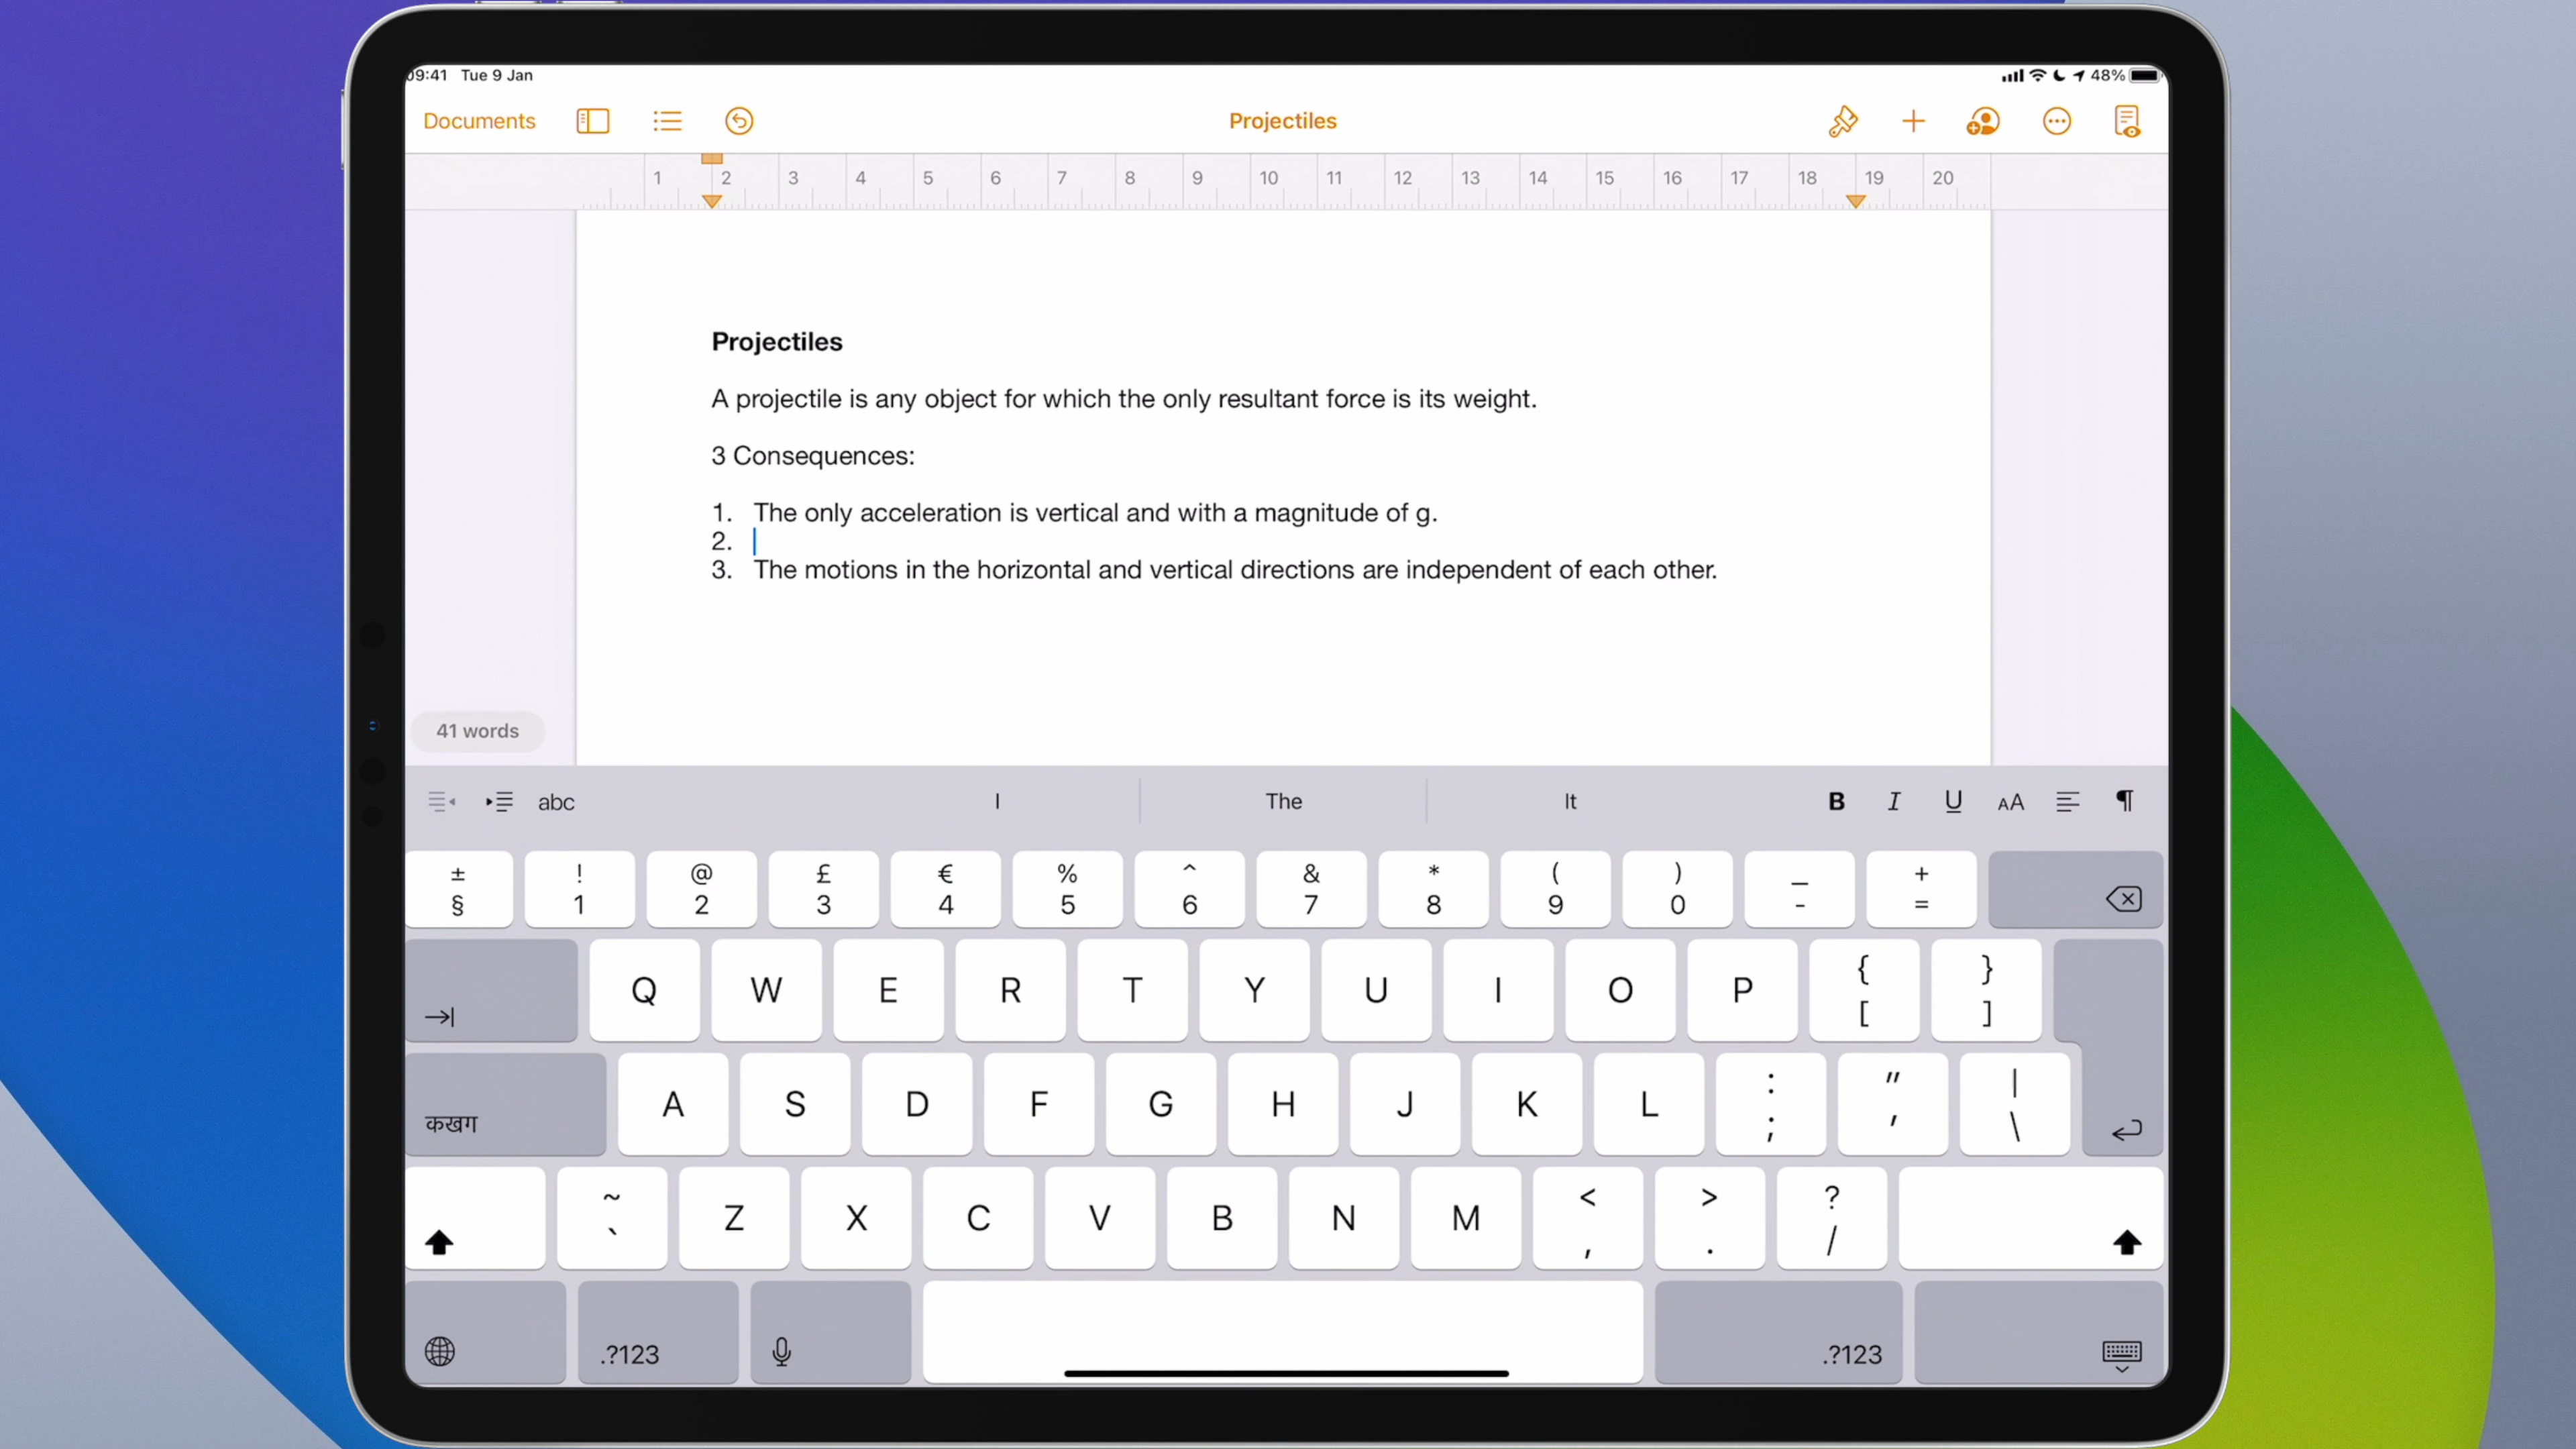 09:41 Tue 9 Jan
48%
Documents
Projectiles
1 2 3 4 5 6 7 8 9 10 11 12 13 14 15 16 17 18 19 20
Projectiles
A projectile is any object for which the only resultant force is its weight.
3 Consequences:
1. The only acceleration is vertical and with a magnitude of g.
2.
3. The motions in the horizontal and vertical directions are independent of each other.
41 words
abc I The It B I U AA ¶
± ! @ £ € % ^ & * ( ) _ +
§ 1 2 3 4 5 6 7 8 9 0 - =
Q W E R T Y U I O P { }
[ ]
कखग A S D F G H J K L : " |
; ' \
~ Z X C V B N M < > ?
` , . /
.?123 .?123